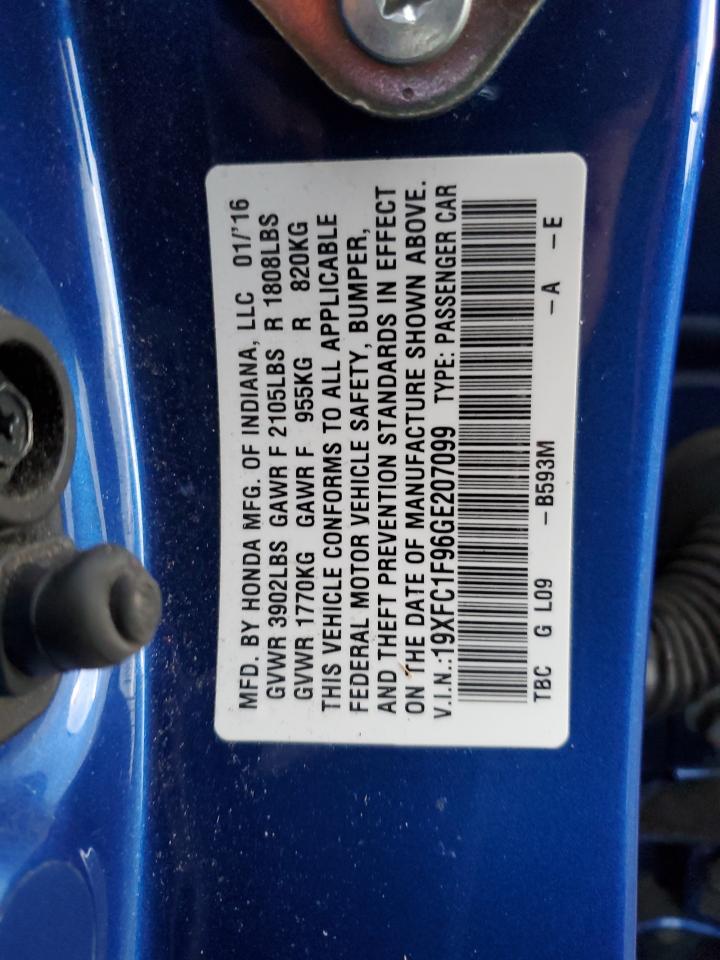 MFD. BY HONDA MFG. OF INDIANA, LLC 01/'16
GVWR 3902LBS GAWR F 2105LBS R 1808LBS
GVWR 1770KG GAWR F 955KG R 820KG
THIS VEHICLE CONFORMS TO ALL APPLICABLE
FEDERAL MOTOR VEHICLE SAFETY, BUMPER,
AND THEFT PREVENTION STANDARDS IN EFFECT
ON THE DATE OF MANUFACTURE SHOWN ABOVE.
V.I.N.:19XFC1F96GE207099 TYPE: PASSENGER CAR
TBC G L09 -B593M -A -E